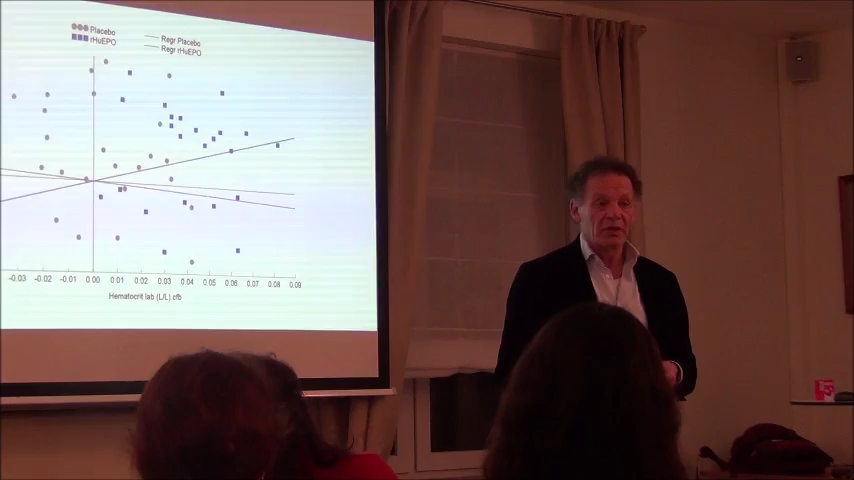 Placebo
rHuEPO
Regr Placebo
Regr rHuEPO
-0.03 -0.02 -0.01 0.00 0.01 0.02 0.03 0.04 0.05 0.06 0.07 0.08 0.09
Hematocrit lab (L/L) cfb